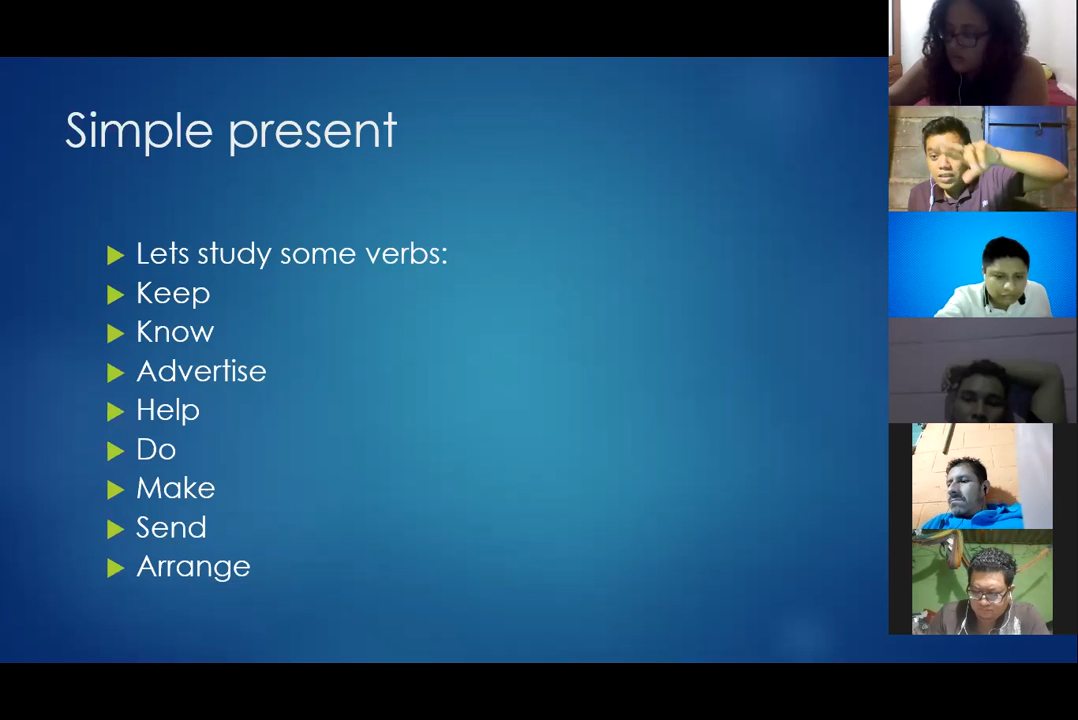 Simple present
Lets study some verbs:
Keep
Know
Advertise
Help
Do
Make
Send
Arrange